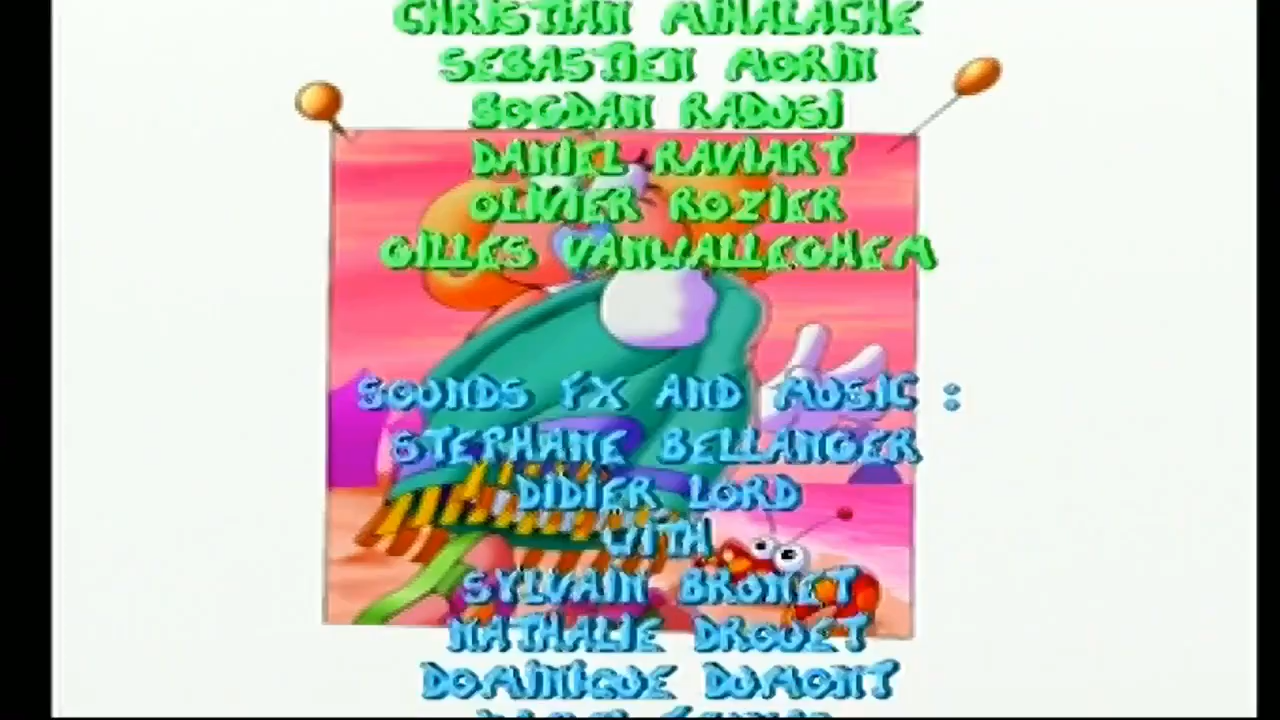 CHRISTIAN MIHALACHE
SEBASTIEN MORIN
BOGDAN RADUSI
DANIEL RAVIART
OLIVIER ROZIER
GILLES VANWALLEGHEM
SOUNDS FX AND MUSIC :
STEPHANE BELLANGER
DIDIER LORD
WITH
SYLVAIN BRUNET
NATHALIE DROUET
DOMINIQUE DUMONT